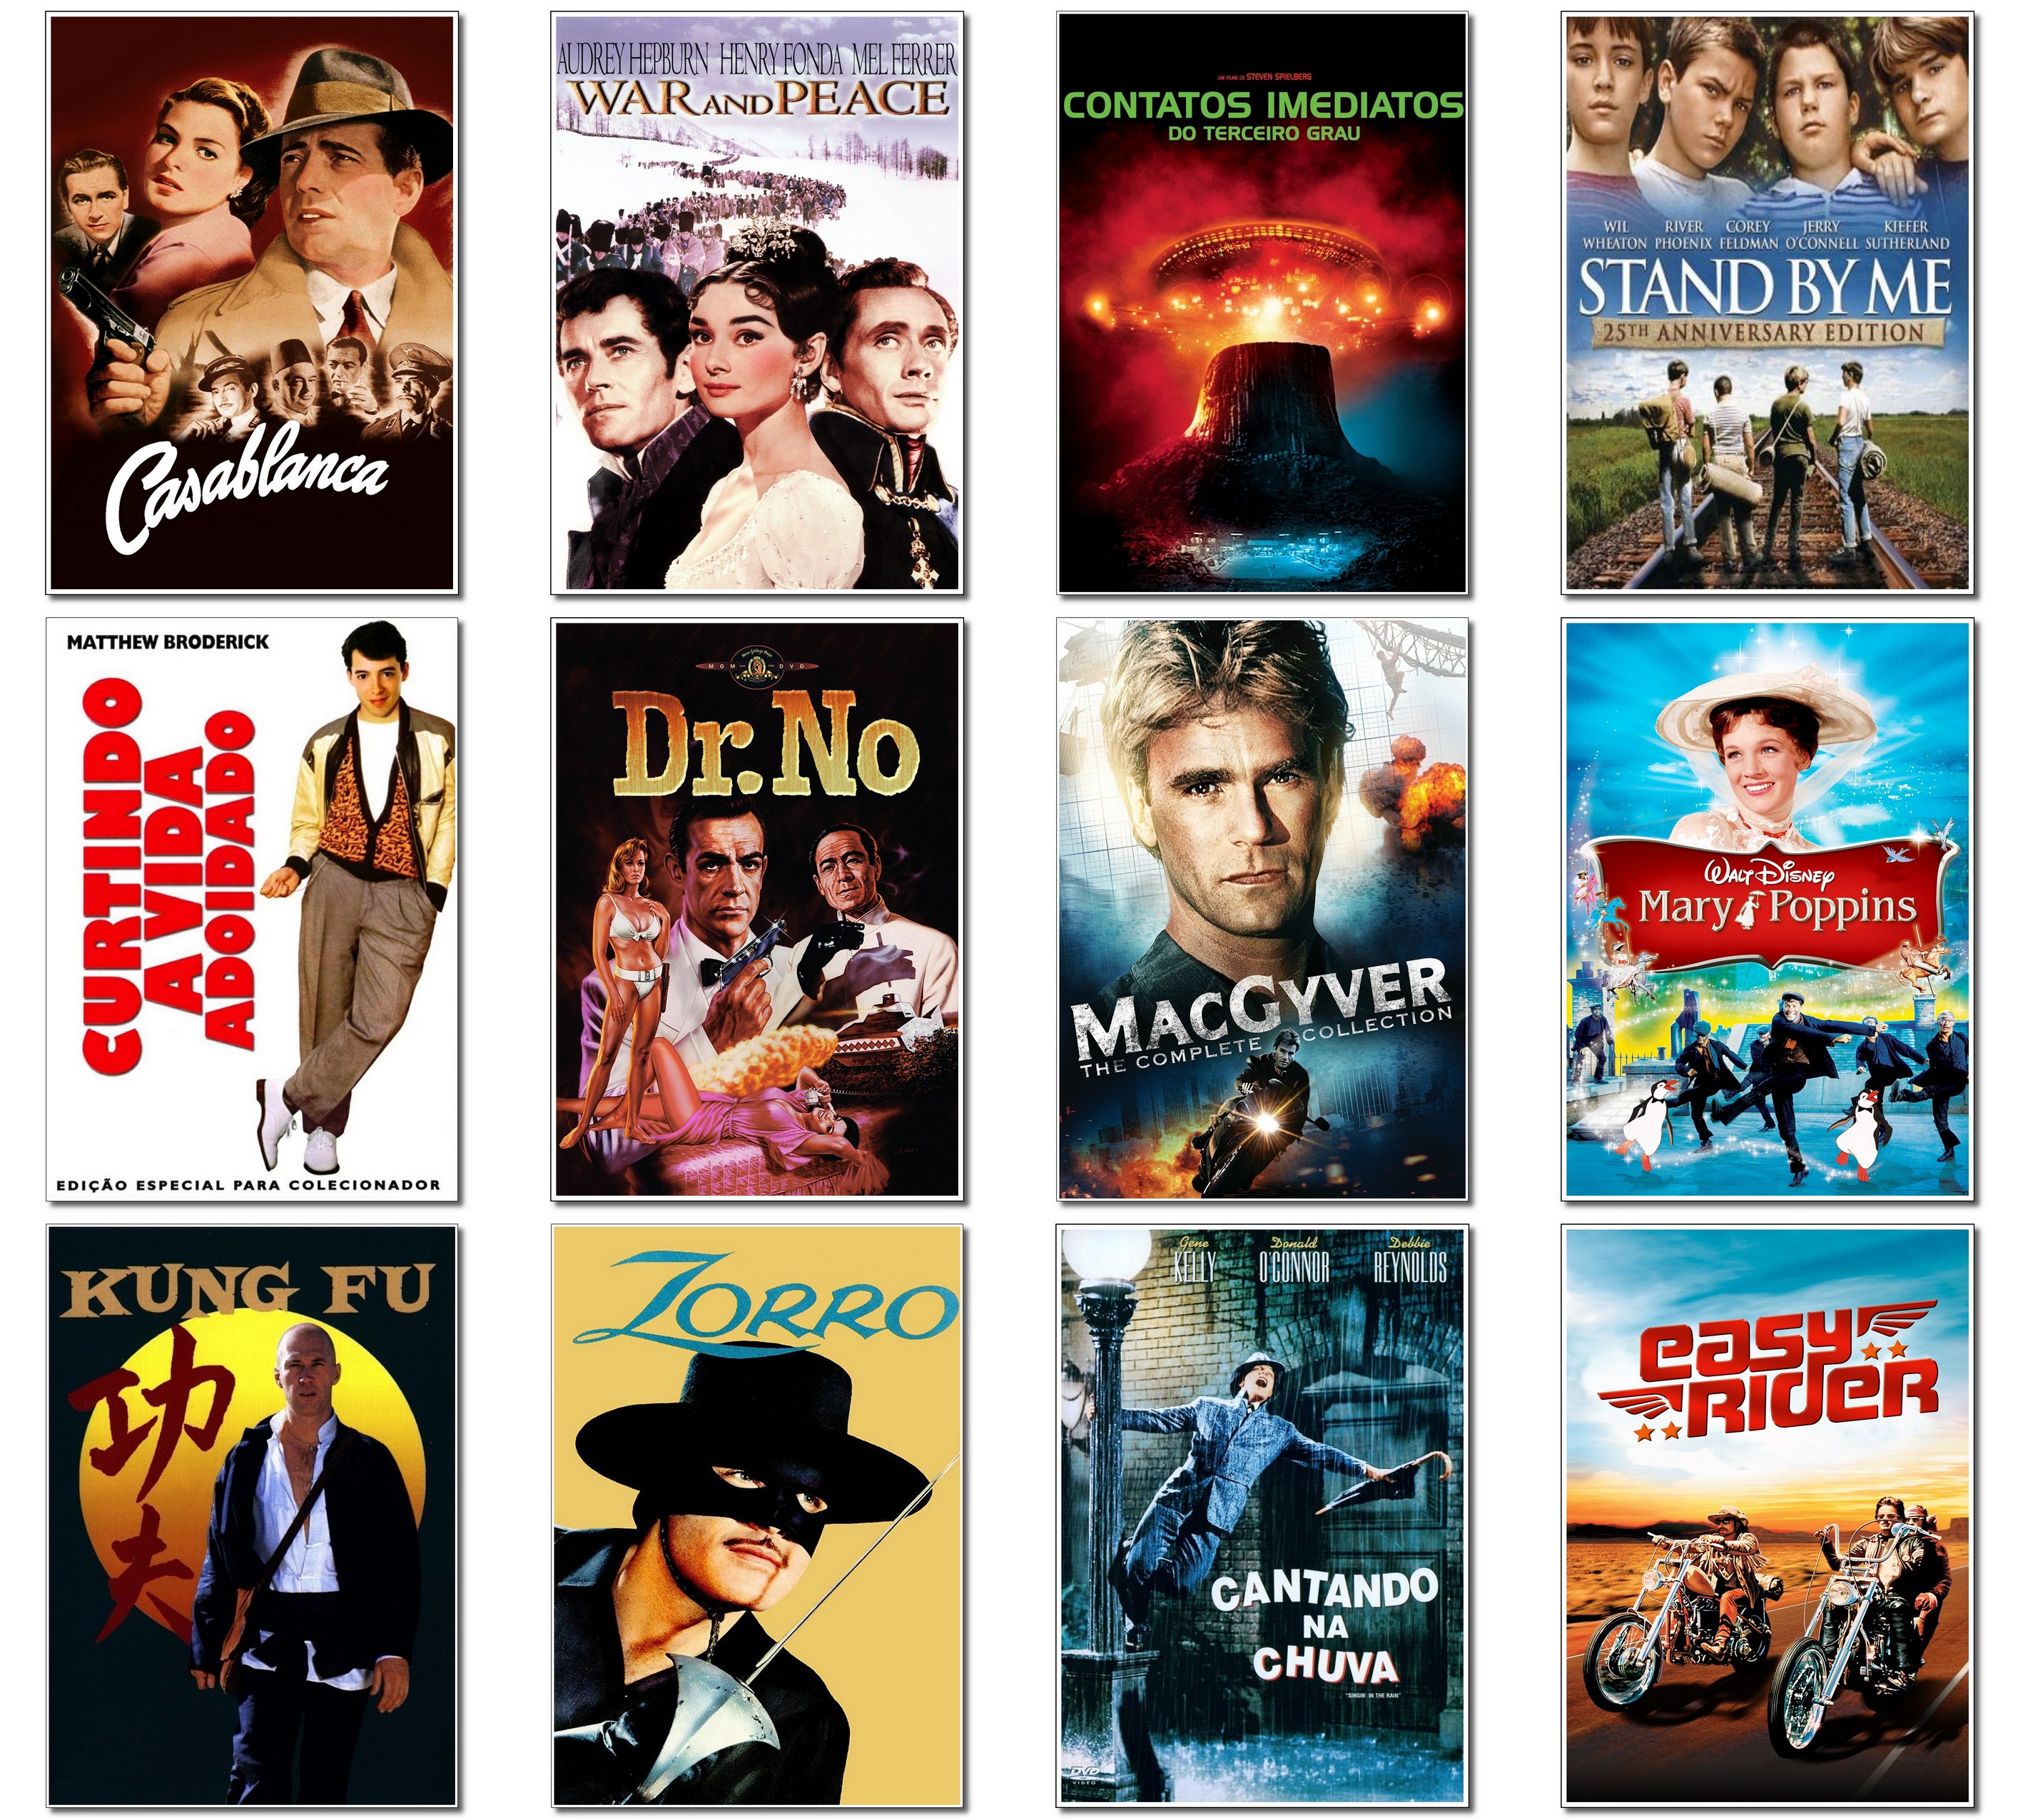 Casablanca
AUDREY HEPBURN HENRY FONDA MEL FERRER
WAR AND PEACE
UM FILME DE STEVEN SPIELBERG
CONTATOS IMEDIATOS
DO TERCEIRO GRAU
WIL WHEATON
RIVER PHOENIX
COREY FELDMAN
JERRY O'CONNELL
KIEFER SUTHERLAND
STAND BY ME
25TH ANNIVERSARY EDITION
MATTHEW BRODERICK
CURTINDO
A VIDA
ADOIDADO
EDIÇÃO ESPECIAL PARA COLECIONADOR
MGM DVD
Dr. No
MACGYVER
THE COMPLETE COLLECTION
WALT DISNEY
Mary Poppins
KUNG FU
功
夫
ZORRO
Gene KELLY
Donald O'CONNOR
Debbie REYNOLDS
CANTANDO
NA
CHUVA
"SINGIN' IN THE RAIN"
DVD
VIDEO
easy
RIDER